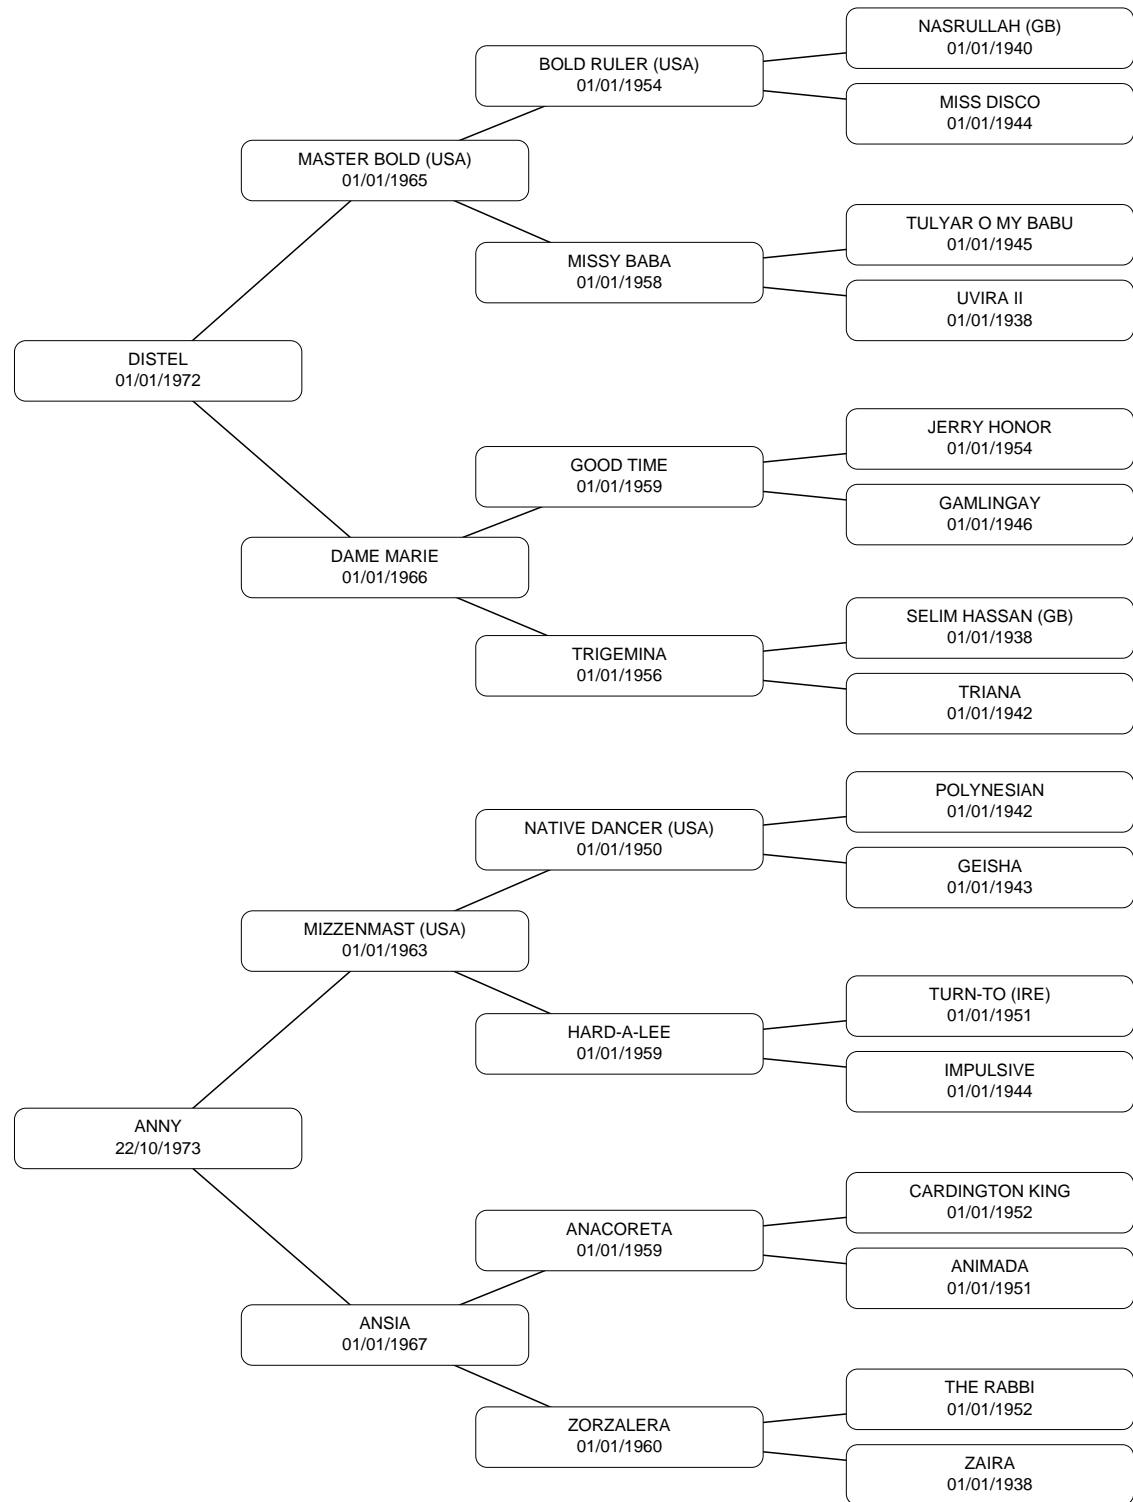 NASRULLAH (GB)
01/01/1940
BOLD RULER (USA)
01/01/1954
MISS DISCO
01/01/1944
MASTER BOLD (USA)
01/01/1965
TULYAR O MY BABU
01/01/1945
MISSY BABA
01/01/1958
UVIRA II
01/01/1938
DISTEL
01/01/1972
JERRY HONOR
01/01/1954
GOOD TIME
01/01/1959
GAMLINGAY
01/01/1946
DAME MARIE
01/01/1966
SELIM HASSAN (GB)
01/01/1938
TRIGEMINA
01/01/1956
TRIANA
01/01/1942
POLYNESIAN
01/01/1942
NATIVE DANCER (USA)
01/01/1950
GEISHA
01/01/1943
MIZZENMAST (USA)
01/01/1963
TURN-TO (IRE)
01/01/1951
HARD-A-LEE
01/01/1959
IMPULSIVE
01/01/1944
ANNY
22/10/1973
CARDINGTON KING
01/01/1952
ANACORETA
01/01/1959
ANIMADA
01/01/1951
ANSIA
01/01/1967
THE RABBI
01/01/1952
ZORZALERA
01/01/1960
ZAIRA
01/01/1938